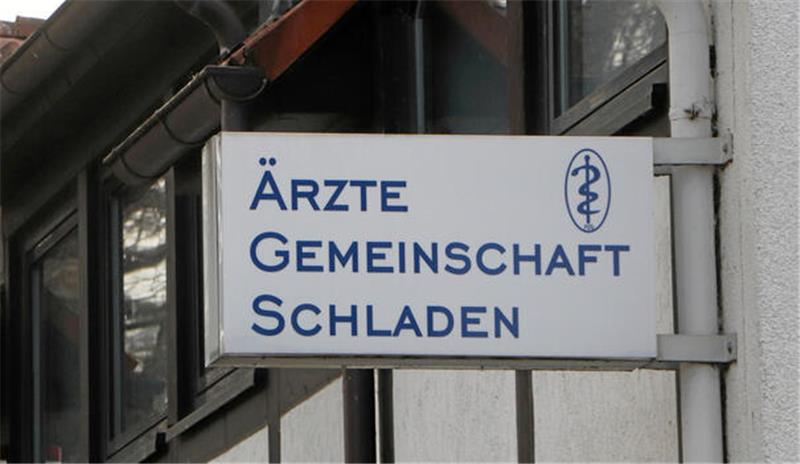 Ärzte
Gemeinschaft
Schladen